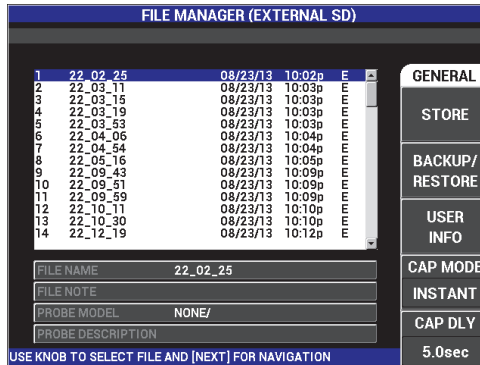 FILE MANAGER (EXTERNAL SD)
1 22_02_25 08/23/13 10:02p E
2 22_03_11 08/23/13 10:03p E
3 22_03_15 08/23/13 10:03p E
4 22_03_19 08/23/13 10:03p E
5 22_03_53 08/23/13 10:03p E
6 22_04_06 08/23/13 10:04p E
7 22_04_54 08/23/13 10:04p E
8 22_05_16 08/23/13 10:05p E
9 22_09_43 08/23/13 10:09p E
10 22_09_51 08/23/13 10:09p E
11 22_09_59 08/23/13 10:09p E
12 22_10_11 08/23/13 10:10p E
13 22_10_30 08/23/13 10:10p E
14 22_12_19 08/23/13 10:12p E
FILE NAME 22_02_25
FILE NOTE
PROBE MODEL NONE/
PROBE DESCRIPTION
USE KNOB TO SELECT FILE AND [NEXT] FOR NAVIGATION
GENERAL
STORE
BACKUP/
RESTORE
USER
INFO
CAP MODE
INSTANT
CAP DLY
5.0sec